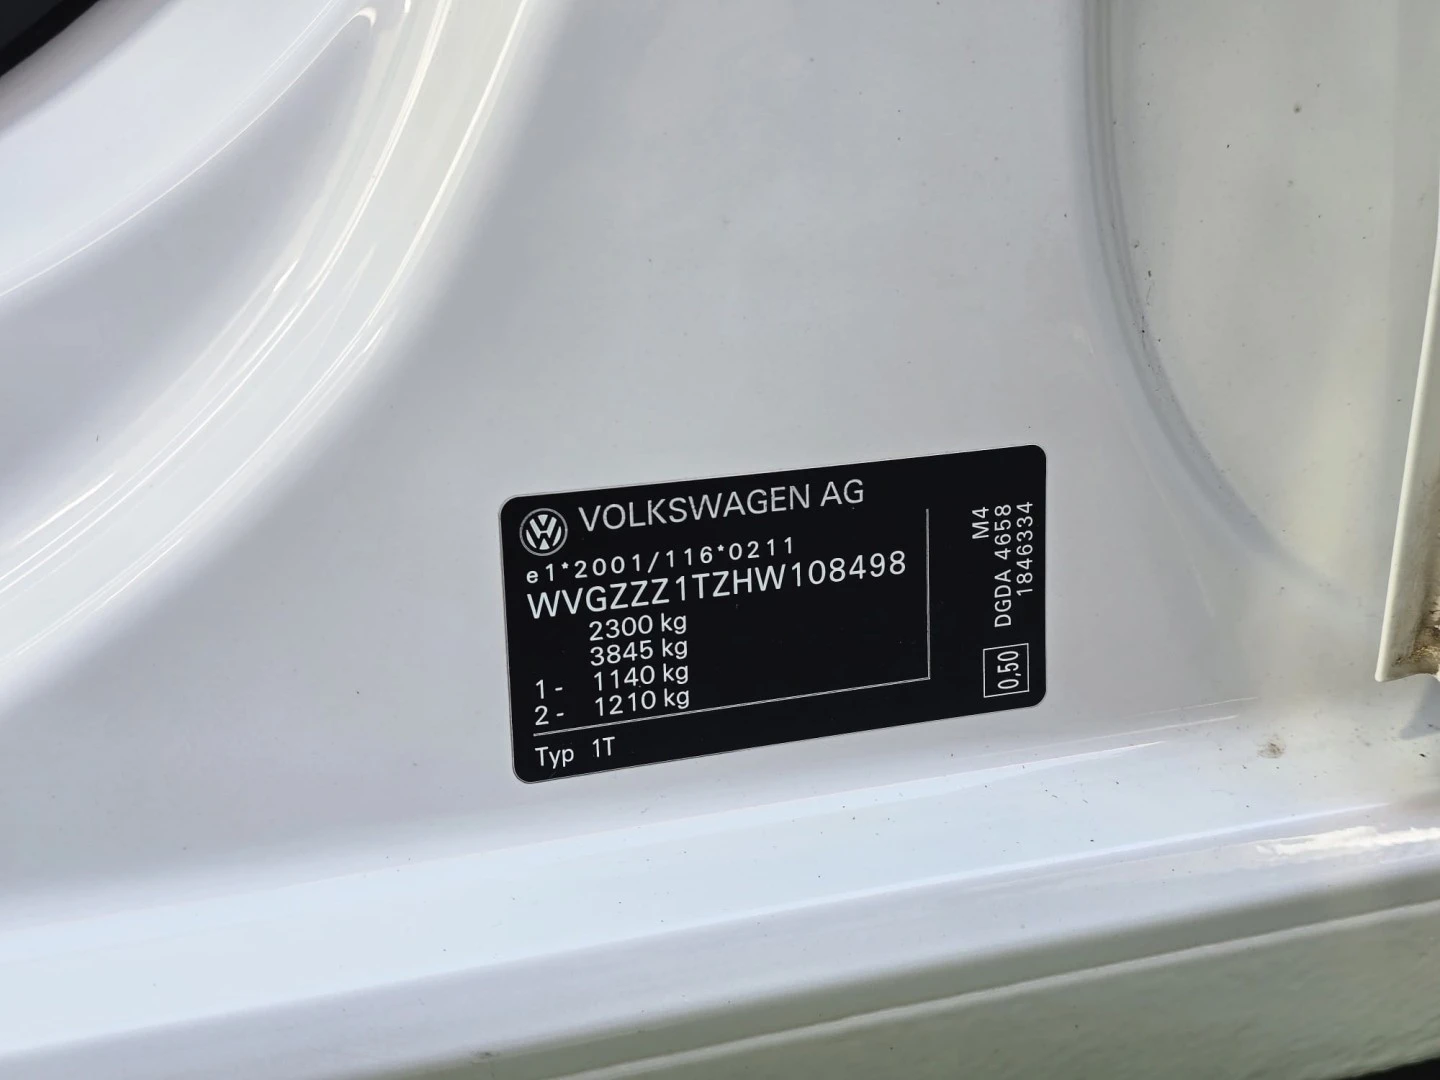 VOLKSWAGEN AG
e1*2001/116*0211
WVGZZZ1TZHW108498
2300 kg
3845 kg
1 - 1140 kg
2 - 1210 kg
Typ 1T
M4
DGDA 4658
1846334
0,50